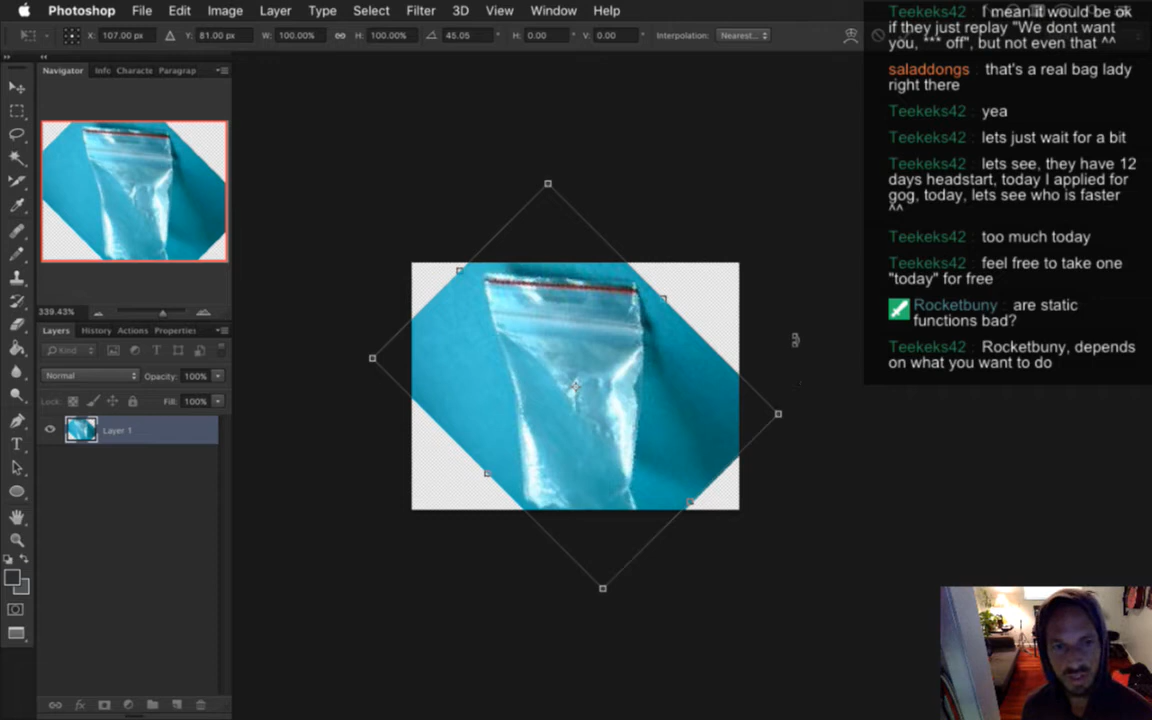 Photoshop File Edit Image Layer Type Select Filter 3D View Window Help
X: 107.00 px Y: 81.00 px W: 100.00% H: 100.00% 45.05 ° H: 0.00 ° V: 0.00 ° Interpolation: Nearest...
Navigator Info Characte Paragrap
339.43%
Layers History Actions Properties
Kind
Normal Opacity: 100%
Lock: Fill: 100%
Layer 1
fx
Teekeks42 : I mean it would be ok
if they just replay "We dont want
you, *** off", but not even that ^^
saladdongs : that's a real bag lady
right there
Teekeks42 : yea
Teekeks42 : lets just wait for a bit
Teekeks42 : lets see, they have 12
days headstart, today I applied for
gog, today, lets see who is faster
^^
Teekeks42 : too much today
Teekeks42 : feel free to take one
"today" for free
Rocketbuny : are static
functions bad?
Teekeks42 : Rocketbuny, depends
on what you want to do